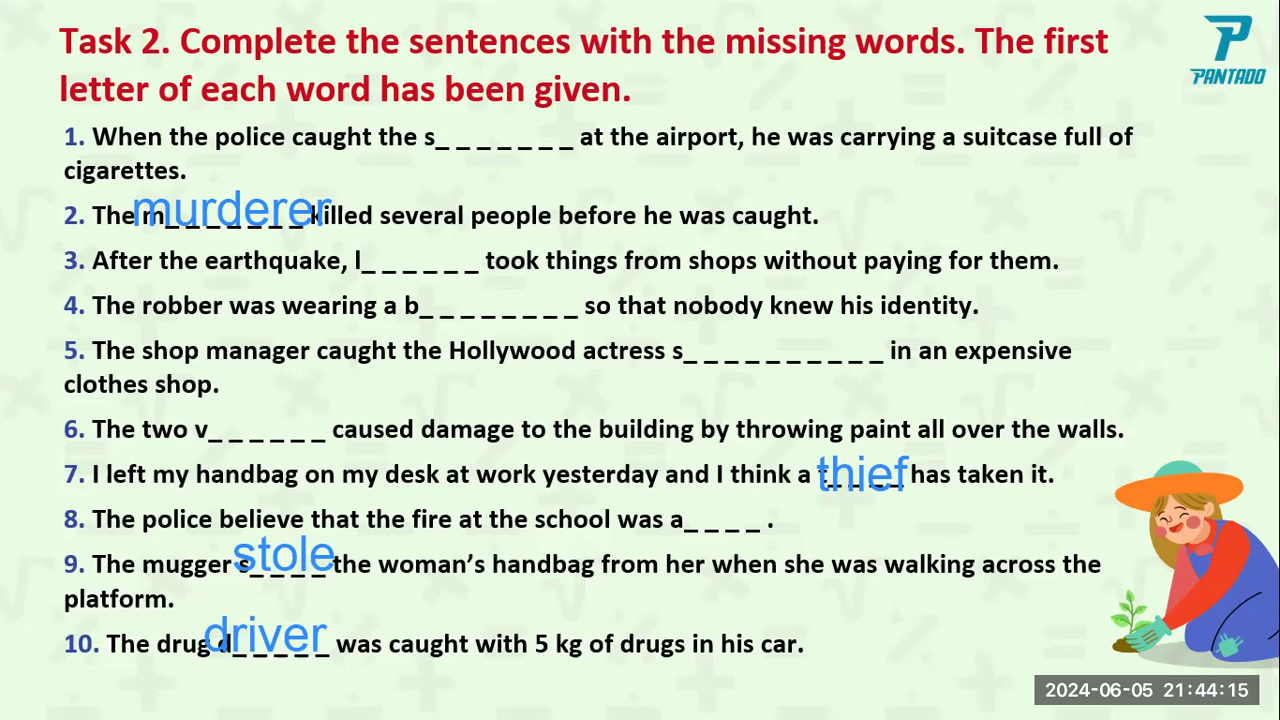 Task 2. Complete the sentences with the missing words. The first
letter of each word has been given.
PANTADO
1. When the police caught the s_ _ _ _ _ _ _ at the airport, he was carrying a suitcase full of
cigarettes.
2. The m_ _ _ _ _ _ _ killed several people before he was caught.
murderer
3. After the earthquake, l_ _ _ _ _ _ took things from shops without paying for them.
4. The robber was wearing a b_ _ _ _ _ _ _ _ so that nobody knew his identity.
5. The shop manager caught the Hollywood actress s_ _ _ _ _ _ _ _ _ _ in an expensive
clothes shop.
6. The two v_ _ _ _ _ _ caused damage to the building by throwing paint all over the walls.
7. I left my handbag on my desk at work yesterday and I think a t_ _ _ _ has taken it.
thief
8. The police believe that the fire at the school was a_ _ _ _ .
9. The mugger s_ _ _ _ the woman’s handbag from her when she was walking across the
stole
platform.
10. The drug d_ _ _ _ _ was caught with 5 kg of drugs in his car.
driver
2024-06-05 21:44:15